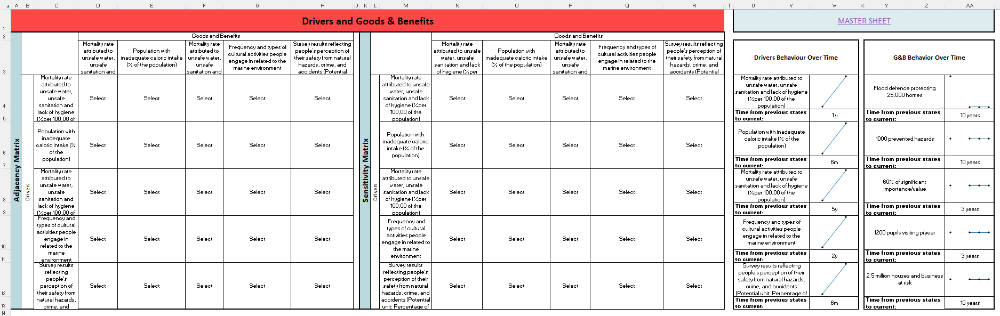 A B C D E F G H J K L M N O P Q R T U V W X Y Z AA
1 Drivers and Goods & Benefits MASTER SHEET
2 Goods and Benefits Goods and Benefits
3
Mortality rate
attributed to
unsafe water,
unsafe
sanitation and
Population with
inadequate caloric intake
(% of the population)
Mortality rate
attributed to
unsafe water,
unsafe
sanitation and
Frequency and types of
cultural activities people
engage in related to the
marine environment
Survey results reflecting
people's perception of
their safety from natural
hazards, crime, and
accidents (Potential
Mortality rate
attributed to unsafe
water, unsafe
sanitation and lack
of hygiene (%per
Population with
inadequate caloric intake
(% of the population)
Mortality rate
attributed to
unsafe water,
unsafe
sanitation and
Frequency and types of
cultural activities people
engage in related to the
marine environment
Survey results reflecting
people's perception of
their safety from natural
hazards, crime, and
accidents (Potential
Drivers Behaviour Over Time
G&B Behavior Over Time
Adjacency Matrix
Drivers
Sensitivity Matrix
Drivers
4
Mortality rate
attributed to
unsafe water,
unsafe
sanitation and
lack of hygiene
(%per 100,00 of
Select Select Select Select Select
Mortality rate
attributed to unsafe
water, unsafe
sanitation and lack
of hygiene (%per
100,00 of the
population)
Select Select Select Select Select
Mortality rate attributed to
unsafe water, unsafe
sanitation and lack of hygiene
(%per 100,00 of the
population)
Flood defence protecting
25,000 homes
5
Time from previous states
to current:
1y
Time from previous states
to current:
10 years
6
Population with
inadequate
caloric intake (%
of the
population)
Select Select Select Select Select
Population with
inadequate caloric
intake (% of the
population)
Select Select Select Select Select
Population with inadequate
caloric intake (% of the
population)
1000 prevented hazards
7
Time from previous states
to current:
6m
Time from previous states
to current:
10 years
8
Mortality rate
attributed to
unsafe water,
unsafe
sanitation and
lack of hygiene
(%per 100,00 of
Select Select Select Select Select
Mortality rate
attributed to unsafe
water, unsafe
sanitation and lack
of hygiene (%per
100,00 of the
population)
Select Select Select Select Select
Mortality rate attributed to
unsafe water, unsafe
sanitation and lack of hygiene
(%per 100,00 of the
population)
60% of significant
importance/value
9
Time from previous states
to current:
5y
Time from previous states
to current:
3 years
10
Frequency and
types of cultural
activities people
engage in
related to the
marine
environment
Select Select Select Select Select
Frequency and
types of cultural
activities people
engage in related to
the marine
environment
Select Select Select Select Select
Frequency and types of
cultural activities people
engage in related to the
marine environment
1200 pupils visiting p/year
11
Time from previous states
to current:
2y
Time from previous states
to current:
3 years
12
Survey results
reflecting
people's
perception of
their safety from
natural hazards,
crime, and
Select Select Select Select Select
Survey results
reflecting people's
perception of their
safety from natural
hazards, crime, and
accidents (Potential
unit: Percentage of
Select Select Select Select Select
Survey results reflecting
people's perception of their
safety from natural hazards,
crime, and accidents
(Potential unit: Percentage of
2.5 million houses and business
at risk
13
Time from previous states
to current:
6m
Time from previous states
to current:
10 years
14